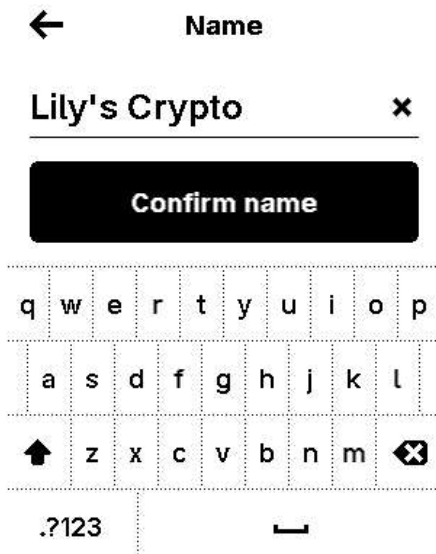 Name
Lily's Crypto
Confirm name
q w e r t y u i o p
a s d f g h j k l
z x c v b n m
.?123